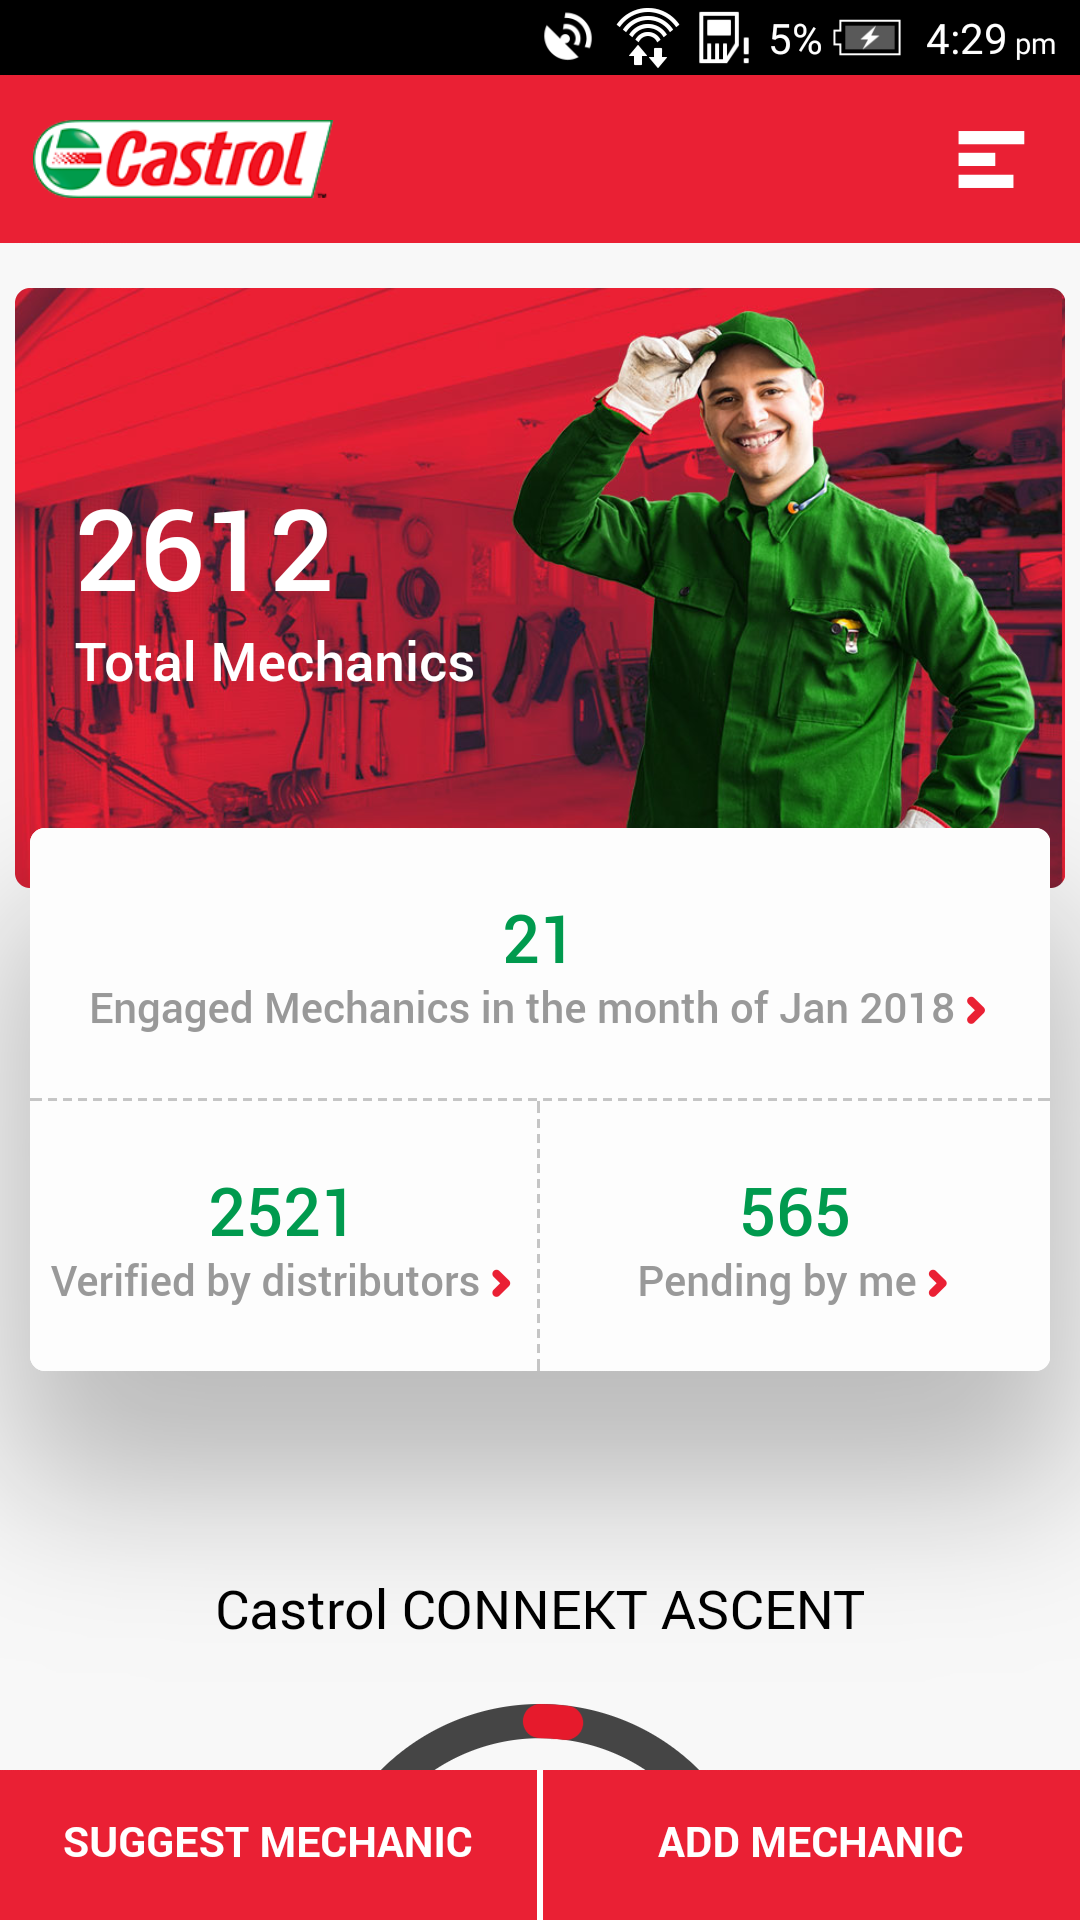 5% 4:29 pm
Castrol
2612
Total Mechanics
21
Engaged Mechanics in the month of Jan 2018
2521
Verified by distributors
565
Pending by me
Castrol CONNEKT ASCENT
SUGGEST MECHANIC
ADD MECHANIC